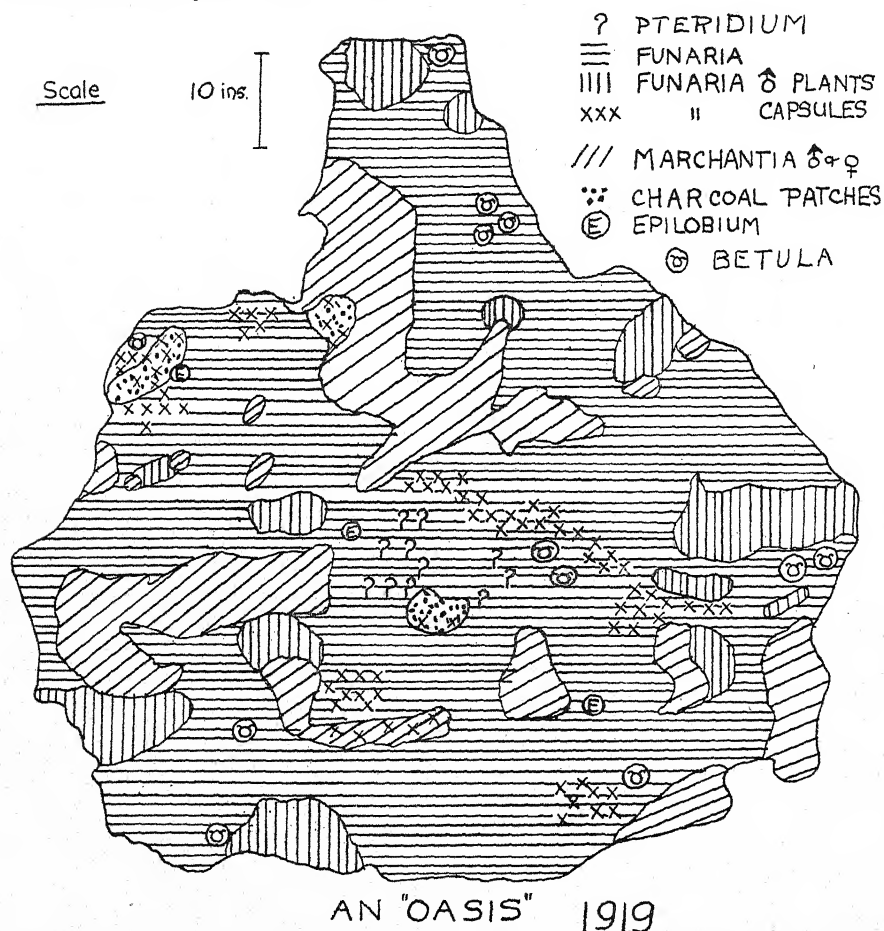 Scale 10 ins.
? PTERIDIUM
FUNARIA
FUNARIA ♂ PLANTS
xxx " CAPSULES
/// MARCHANTIA ♂ & ♀
CHARCOAL PATCHES
Ⓔ EPILOBIUM
BETULA
AN "OASIS" 1919